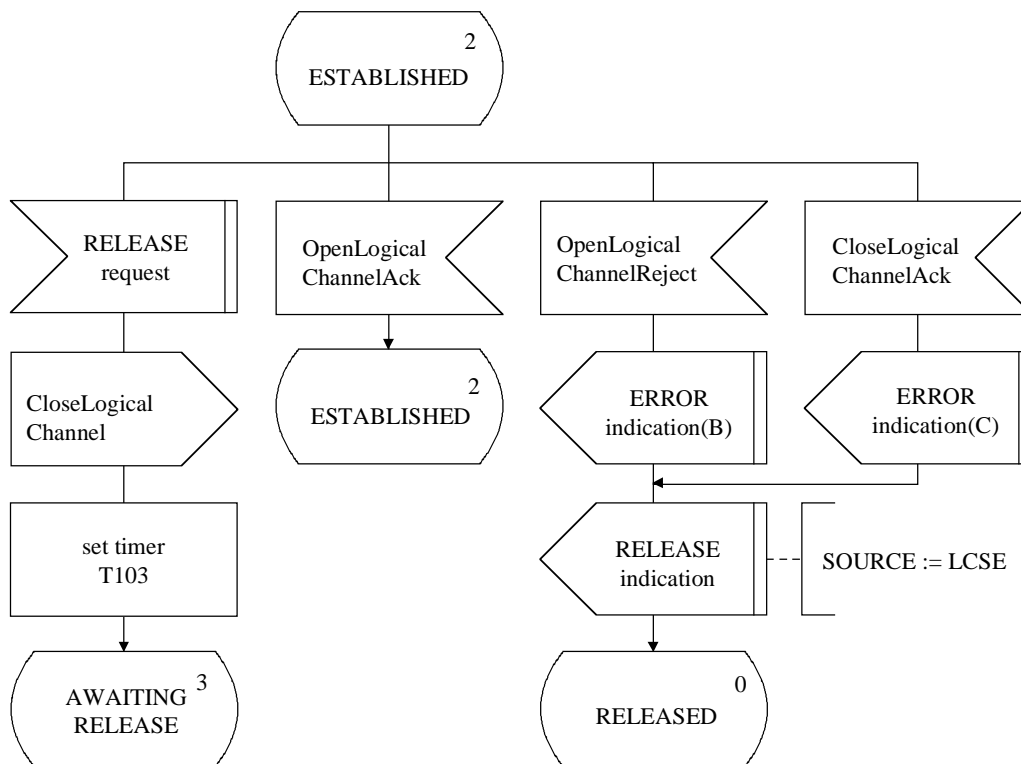 2
ESTABLISHED
RELEASE
request
OpenLogical
ChannelAck
OpenLogical
ChannelReject
CloseLogical
ChannelAck
CloseLogical
Channel
2
ESTABLISHED
ERROR
indication(B)
ERROR
indication(C)
set timer
T103
RELEASE
indication
SOURCE := LCSE
3
AWAITING
RELEASE
0
RELEASED